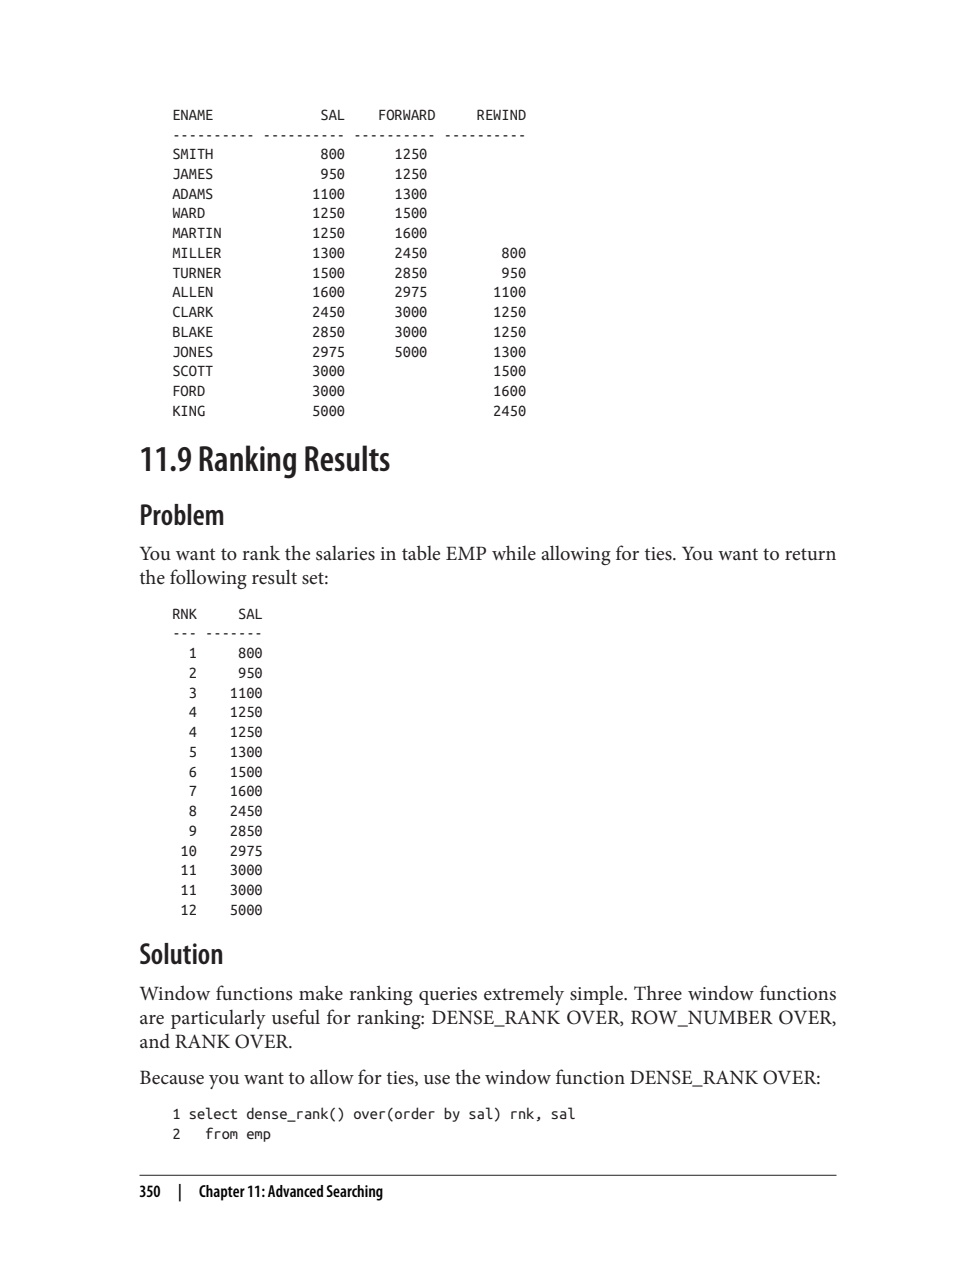 ENAME             SAL    FORWARD     REWIND
---------- ---------- ---------- ----------
SMITH             800      1250
JAMES             950      1250
ADAMS            1100      1300
WARD             1250      1500
MARTIN           1250      1600
MILLER           1300      2450         800
TURNER           1500      2850         950
ALLEN            1600      2975        1100
CLARK            2450      3000        1250
BLAKE            2850      3000        1250
JONES            2975      5000        1300
SCOTT            3000                  1500
FORD             3000                  1600
KING             5000                  2450
11.9 Ranking Results
Problem
You want to rank the salaries in table EMP while allowing for ties. You want to return
the following result set:
RNK     SAL
--- -------
  1     800
  2     950
  3    1100
  4    1250
  4    1250
  5    1300
  6    1500
  7    1600
  8    2450
  9    2850
 10    2975
 11    3000
 11    3000
 12    5000
Solution
Window functions make ranking queries extremely simple. Three window functions
are particularly useful for ranking: DENSE_RANK OVER, ROW_NUMBER OVER,
and RANK OVER.
Because you want to allow for ties, use the window function DENSE_RANK OVER:
1 select dense_rank() over(order by sal) rnk, sal
2   from emp
350 | Chapter 11: Advanced Searching